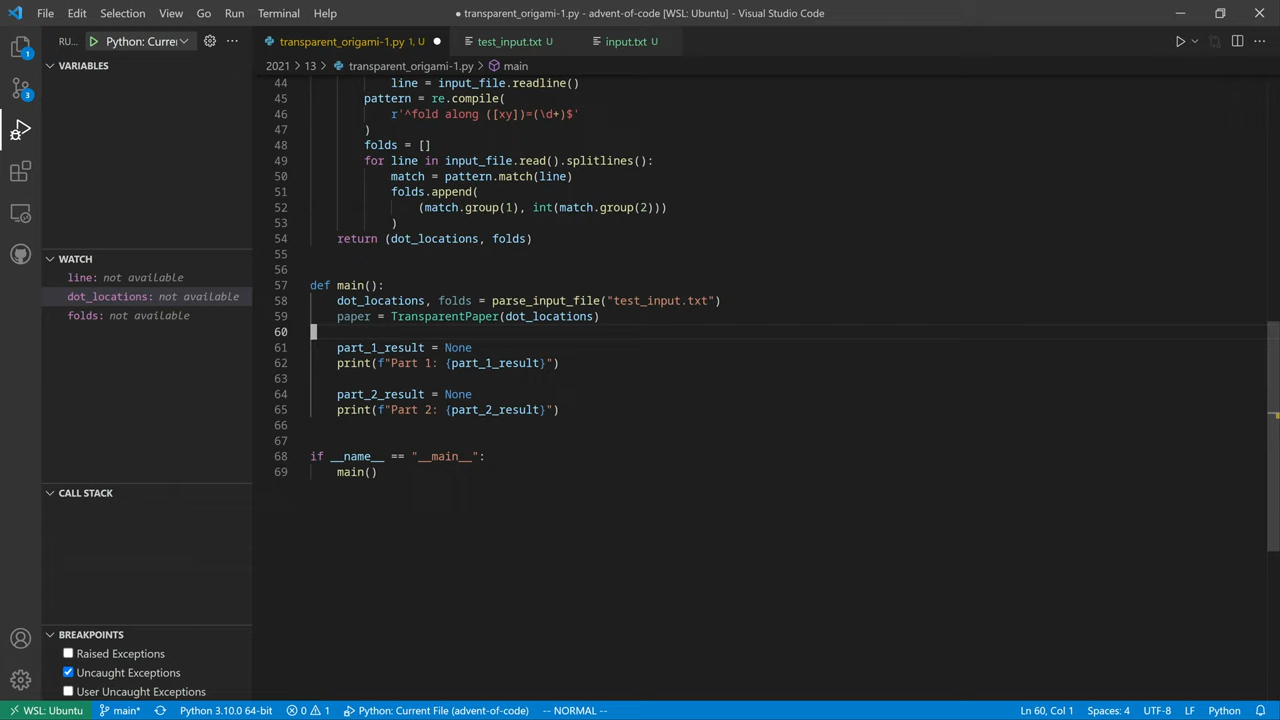 File Edit Selection View Go Run Terminal Help
● transparent_origami-1.py - advent-of-code [WSL: Ubuntu] - Visual Studio Code
RU... Python: Currer
transparent_origami-1.py 1, U ● test_input.txt U input.txt U
2021 > 13 > transparent_origami-1.py > main
VARIABLES
WATCH
line: not available
dot_locations: not available
folds: not available
CALL STACK
BREAKPOINTS
Raised Exceptions
Uncaught Exceptions
User Uncaught Exceptions
1
3
44 line = input_file.readline()
45 pattern = re.compile(
46 r'^fold along ([xy])=(\d+)$'
47 )
48 folds = []
49 for line in input_file.read().splitlines():
50 match = pattern.match(line)
51 folds.append(
52 (match.group(1), int(match.group(2)))
53 )
54 return (dot_locations, folds)
55
56
57 def main():
58 dot_locations, folds = parse_input_file("test_input.txt")
59 paper = TransparentPaper(dot_locations)
60
61 part_1_result = None
62 print(f"Part 1: {part_1_result}")
63
64 part_2_result = None
65 print(f"Part 2: {part_2_result}")
66
67
68 if __name__ == "__main__":
69 main()
WSL: Ubuntu main* Python 3.10.0 64-bit 0 1 Python: Current File (advent-of-code) -- NORMAL -- Ln 60, Col 1 Spaces: 4 UTF-8 LF Python